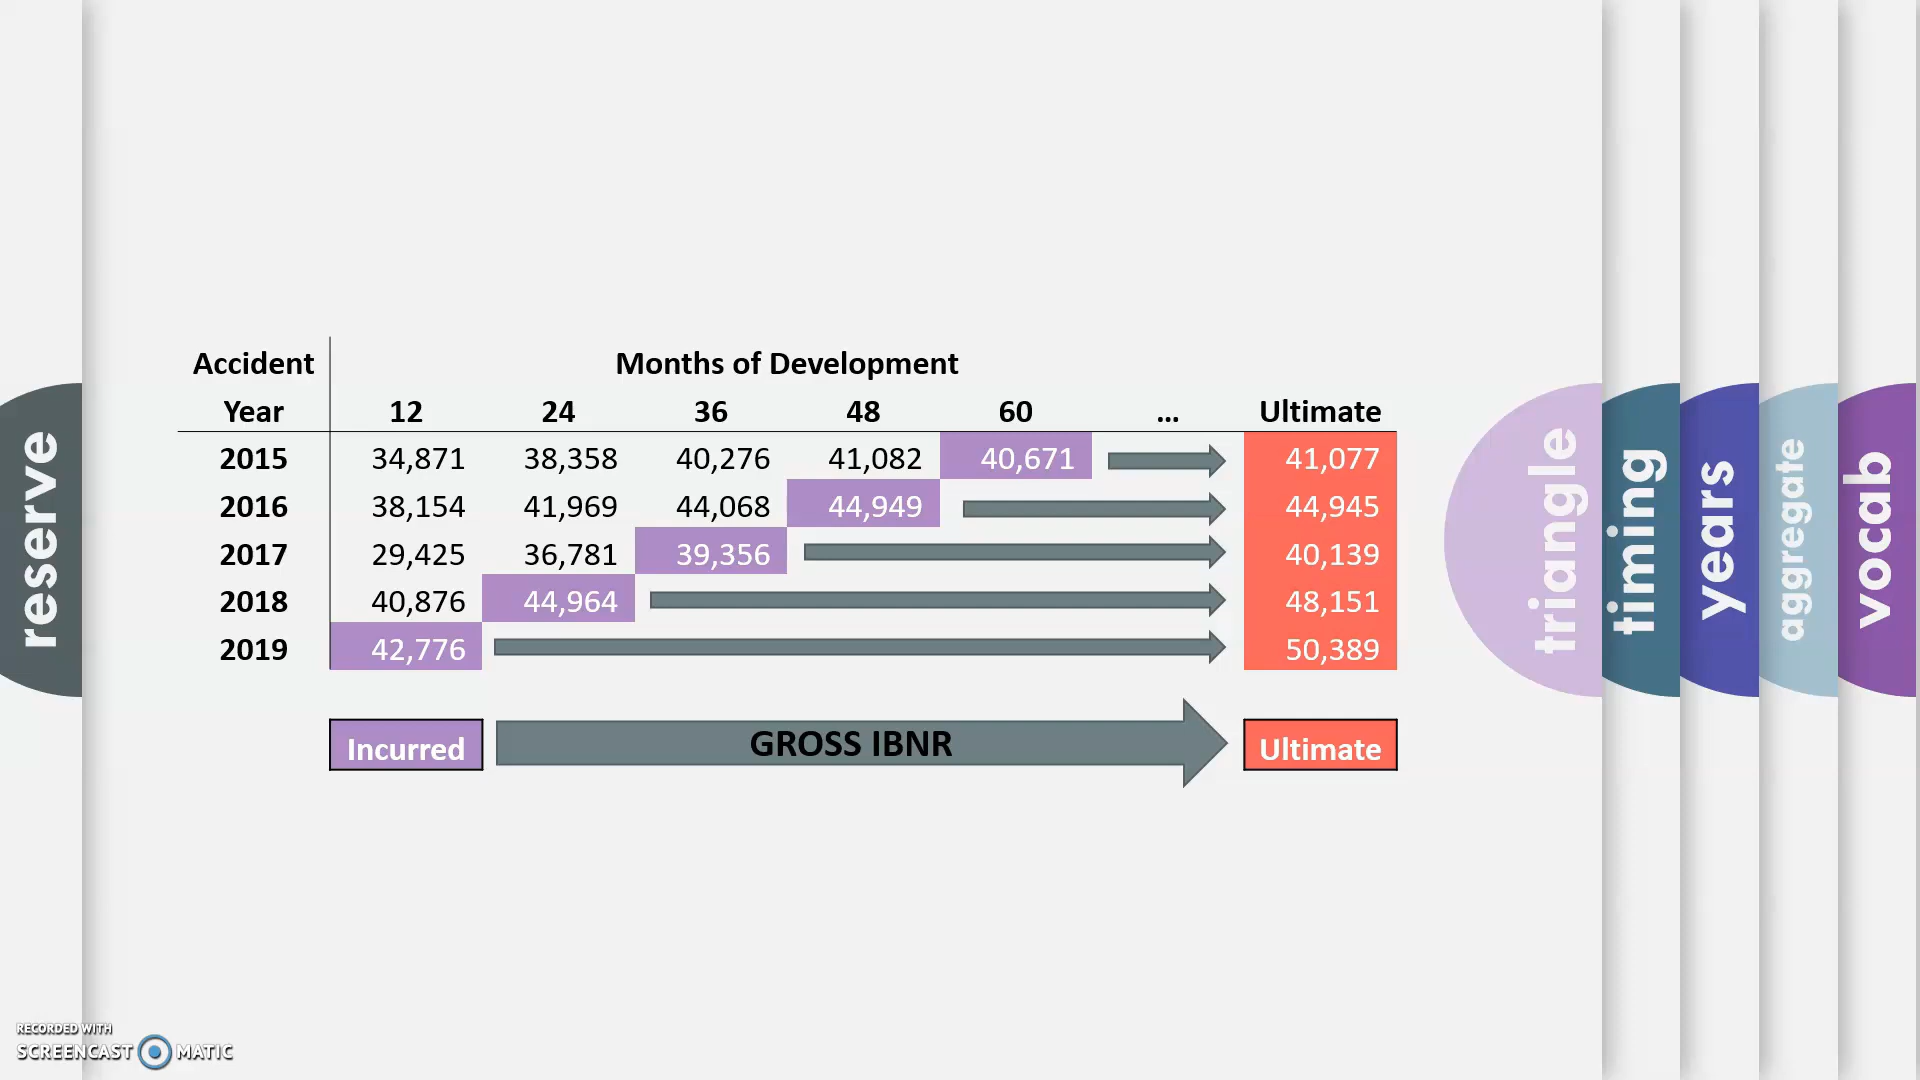 Accident Months of Development
Year 12 24 36 48 60 ... Ultimate
2015 34,871 38,358 40,276 41,082 40,671 41,077
2016 38,154 41,969 44,068 44,949 44,945
2017 29,425 36,781 39,356 40,139
2018 40,876 44,964 48,151
2019 42,776 50,389
Incurred GROSS IBNR Ultimate
reserve
triangle
timing
years
aggregate
vocab
RECORDED WITH
SCREENCAST MATIC